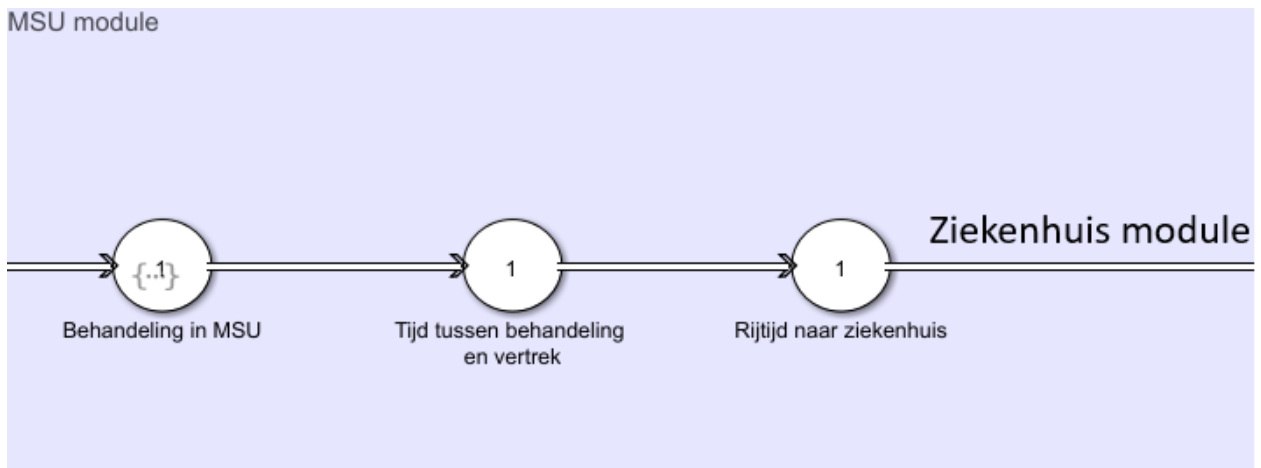 MSU module
Ziekenhuis module
{..}
1
1
1
Behandeling in MSU
Tijd tussen behandeling
en vertrek
Rijtijd naar ziekenhuis